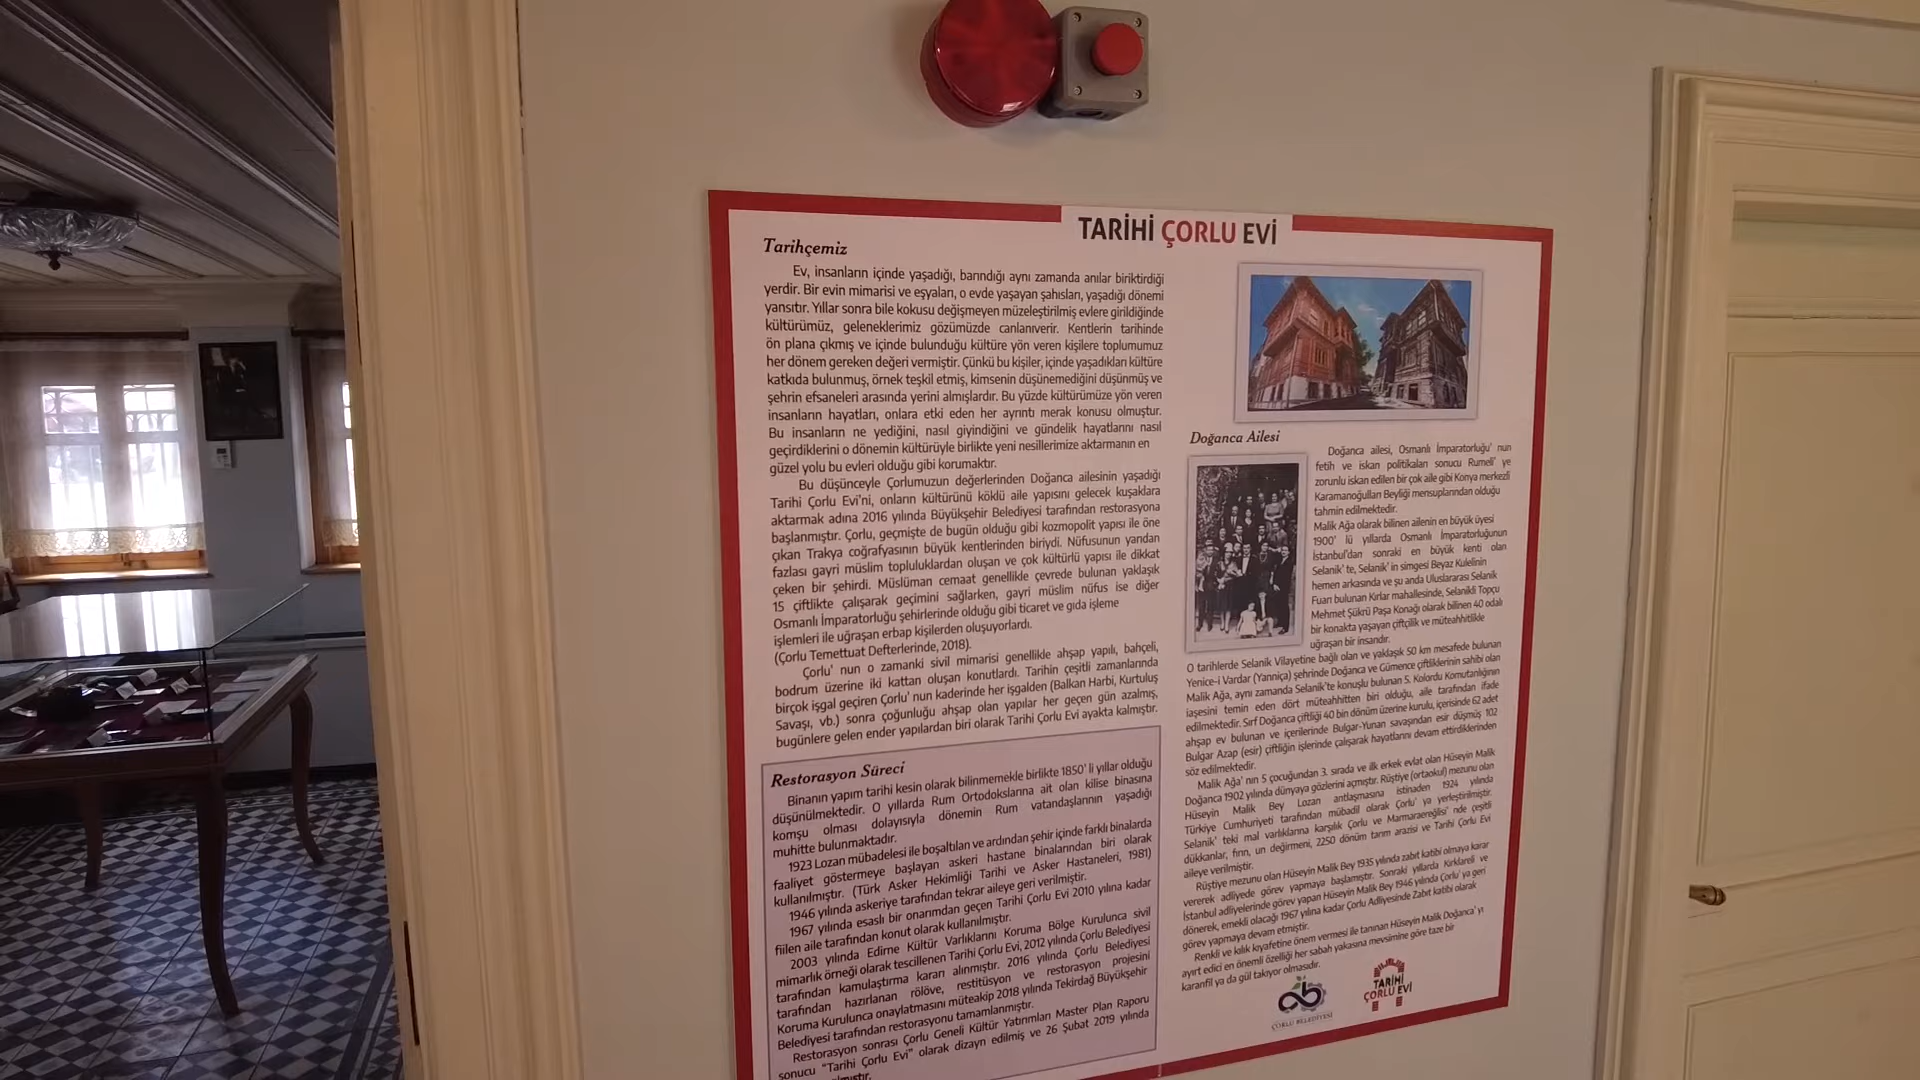 TARİHİ ÇORLU EVİ
Tarihçemiz
Ev, insanların içinde yaşadığı, barındığı aynı zamanda anılar biriktirdiği
yerdir. Bir evin mimarisi ve eşyaları, o evde yaşayan şahısları, yaşadığı dönemi
yansıtır. Yıllar sonra bile kokusu değişmeyen müzeleştirilmiş evlere girildiğinde
kültürümüz, geleneklerimiz gözümüzde canlanıverir. Kentlerin tarihinde
ön plana çıkmış ve içinde bulunduğu kültüre yön veren kişilere toplumumuz
her dönem gereken değeri vermiştir. Çünkü bu kişiler, içinde yaşadıkları kültüre
katkıda bulunmuş, örnek teşkil etmiş, kimsenin düşünemediğini düşünmüş ve
şehrin efsaneleri arasında yerini almışlardır. Bu yüzde kültürümüze yön veren
insanların hayatları, onlara etki eden her ayrıntı merak konusu olmuştur.
Bu insanların ne yediğini, nasıl giyindiğini ve gündelik hayatlarını nasıl
geçirdiklerini o dönemin kültürüyle birlikte yeni nesillerimize aktarmanın en
güzel yolu bu evleri olduğu gibi korumaktır.
Bu düşünceyle Çorlumuzun değerlerinden Doğanca ailesinin yaşadığı
Tarihi Çorlu Evi'ni, onların kültürünü köklü aile yapısını gelecek kuşaklara
aktarmak adına 2016 yılında Büyükşehir Belediyesi tarafından restorasyona
başlanmıştır. Çorlu, geçmişte de bugün olduğu gibi kozmopolit yapısı ile öne
çıkan Trakya coğrafyasının büyük kentlerinden biriydi. Nüfusunun yarıdan
fazlası gayri müslim topluluklardan oluşan ve çok kültürlü yapısı ile dikkat
çeken bir şehirdi. Müslüman cemaat genellikle çevrede bulunan yaklaşık
15 çiftlikte çalışarak geçimini sağlarken, gayri müslim nüfus ise diğer
Osmanlı İmparatorluğu şehirlerinde olduğu gibi ticaret ve gıda işleme
işlemleri ile uğraşan erbap kişilerden oluşuyorlardı.
(Çorlu Temettuat Defterlerinde, 2018).
Çorlu' nun o zamanki sivil mimarisi genellikle ahşap yapılı, bahçeli,
bodrum üzerine iki kattan oluşan konutlardı. Tarihin çeşitli zamanlarında
birçok işgal geçiren Çorlu' nun kaderinde her işgalden (Balkan Harbi, Kurtuluş
Savaşı, vb.) sonra çoğunluğu ahşap olan yapılar her geçen gün azalmış,
bugünlere gelen ender yapılardan biri olarak Tarihi Çorlu Evi ayakta kalmıştır.
Restorasyon Süreci
Binanın yapım tarihi kesin olarak bilinmemekle birlikte 1850' li yıllar olduğu
düşünülmektedir. O yıllarda Rum Ortodokslarına ait olan kilise binasına
komşu olması dolayısıyla dönemin Rum vatandaşlarının yaşadığı
muhitte bulunmaktadır.
1923 Lozan mübadelesi ile boşaltılan ve ardından şehir içinde farklı binalarda
faaliyet göstermeye başlayan askeri hastane binalarından biri olarak
kullanılmıştır. (Türk Asker Hekimliği Tarihi ve Asker Hastaneleri, 1981)
1946 yılında askeriye tarafından tekrar aileye geri verilmiştir.
1967 yılında esaslı bir onarımdan geçen Tarihi Çorlu Evi 2010 yılına kadar
fiilen aile tarafından konut olarak kullanılmıştır.
2003 yılında Edirne Kültür Varlıklarını Koruma Bölge Kurulunca sivil
mimarlık örneği olarak tescillenen Tarihi Çorlu Evi, 2012 yılında Çorlu Belediyesi
tarafından kamulaştırma kararı alınmıştır. 2016 yılında Çorlu Belediyesi
tarafından hazırlanan rölöve, restitüsyon ve restorasyon projesini
Koruma Kurulunca onaylatmasını müteakip 2018 yılında Tekirdağ Büyükşehir
Belediyesi tarafından restorasyonu tamamlanmıştır.
Restorasyon sonrası Çorlu Geneli Kültür Yatırımları Master Plan Raporu
sonucu "Tarihi Çorlu Evi" olarak dizayn edilmiş ve 26 Şubat 2019 yılında
Doğanca Ailesi
Doğanca ailesi, Osmanlı İmparatorluğu' nun
fetih ve iskan politikaları sonucu Rumeli' ye
zorunlu iskan edilen bir çok aile gibi Konya merkezli
Karamanoğulları Beyliği mensuplarından olduğu
tahmin edilmektedir.
Malik Ağa olarak bilinen ailenin en büyük üyesi
1900' lü yıllarda Osmanlı İmparatorluğunun
İstanbul'dan sonraki en büyük kenti olan
Selanik' te, Selanik' in simgesi Beyaz Kulelinin
hemen arkasında ve şu anda Uluslararası Selanik
Fuarı bulunan Kırlar mahallesinde, Selanikli Topçu
Mehmet Şükrü Paşa Konağı olarak bilinen 40 odalı
bir konakta yaşayan çiftçilik ve müteahhitlikle
uğraşan bir insandır.
O tarihlerde Selanik Vilayetine bağlı olan ve yaklaşık 50 km mesafede bulunan
Yenice-i Vardar (Yanniça) şehrinde Doğanca ve Gümence çiftliklerinin sahibi olan
Malik Ağa, aynı zamanda Selanik'te konuşlu bulunan 5. Kolordu Komutanlığının
iaşesini temin eden dört müteahhitten biri olduğu, aile tarafından ifade
edilmektedir. Sırf Doğanca çiftliği 40 bin dönüm üzerine kurulu, içerisinde 62 adet
ahşap ev bulunan ve içerilerinde Bulgar-Yunan savaşından esir düşmüş 102
Bulgar Azap (esir) çiftliğin işlerinde çalışarak hayatlarını devam ettirdiklerinden
söz edilmektedir.
Malik Ağa' nın 5 çocuğundan 3. sırada ve ilk erkek evlat olan Hüseyin Malik
Doğanca 1902 yılında dünyaya gözlerini açmıştır. Rüştiye (ortaokul) mezunu olan
Hüseyin Malik Bey Lozan antlaşmasına istinaden 1924 yılında
Türkiye Cumhuriyeti tarafından mübadil olarak Çorlu' ya yerleştirilmiştir.
Selanik' teki mal varlıklarına karşılık Çorlu ve Marmaraereğlisi' nde çeşitli
dükkanlar, fırın, un değirmeni, 2250 dönüm tarım arazisi ve Tarihi Çorlu Evi
aileye verilmiştir.
Rüştiye mezunu olan Hüseyin Malik Bey 1935 yılında zabıt katibi olmaya karar
vererek adliyede görev yapmaya başlamıştır. Sonraki yıllarda Kırklareli ve
İstanbul adliyelerinde görev yapan Hüseyin Malik Bey 1946 yılında Çorlu' ya geri
dönerek, emekli olacağı 1967 yılına kadar Çorlu Adliyesinde Zabıt katibi olarak
görev yapmaya devam etmiştir.
Renkli ve kılık kıyafetine önem vermesi ile tanınan Hüseyin Malik Doğanca' yı
ayırt edici en önemli özelliği her sabah yakasına mevsimine göre taze bir
karanfil ya da gül takıyor olmasıdır.
ÇORLU BELEDİYESİ
TARİHİ
ÇORLU EVİ